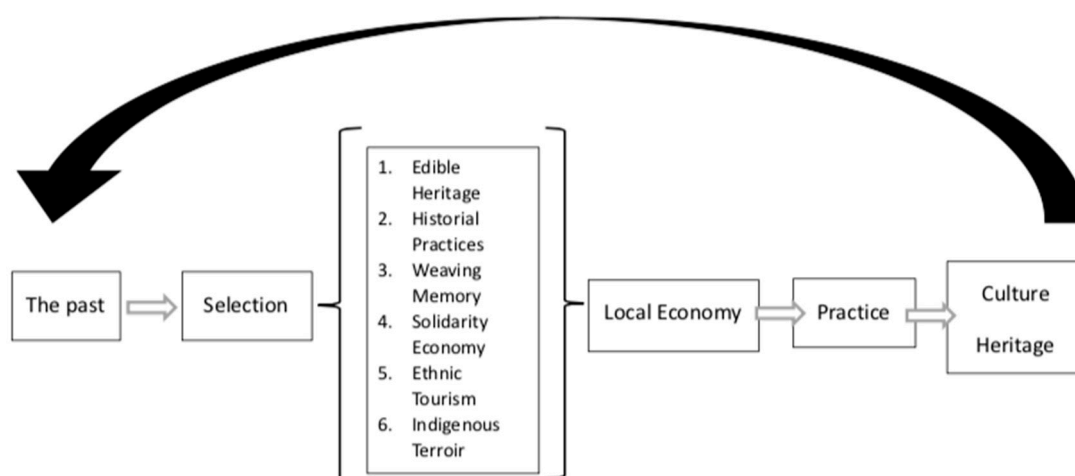 The past
Selection
1. Edible
Heritage
2. Historial
Practices
3. Weaving
Memory
4. Solidarity
Economy
5. Ethnic
Tourism
6. Indigenous
Terroir
Local Economy
Practice
Culture
Heritage